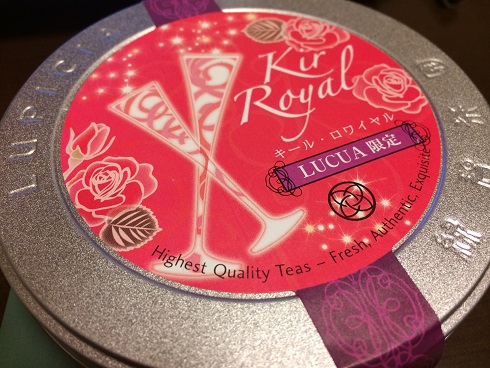 LUPICIA
Kir
Royal
キール・ロワイヤル
LUCUA 限定
Highest Quality Teas – Fresh, Authentic, Exquisite